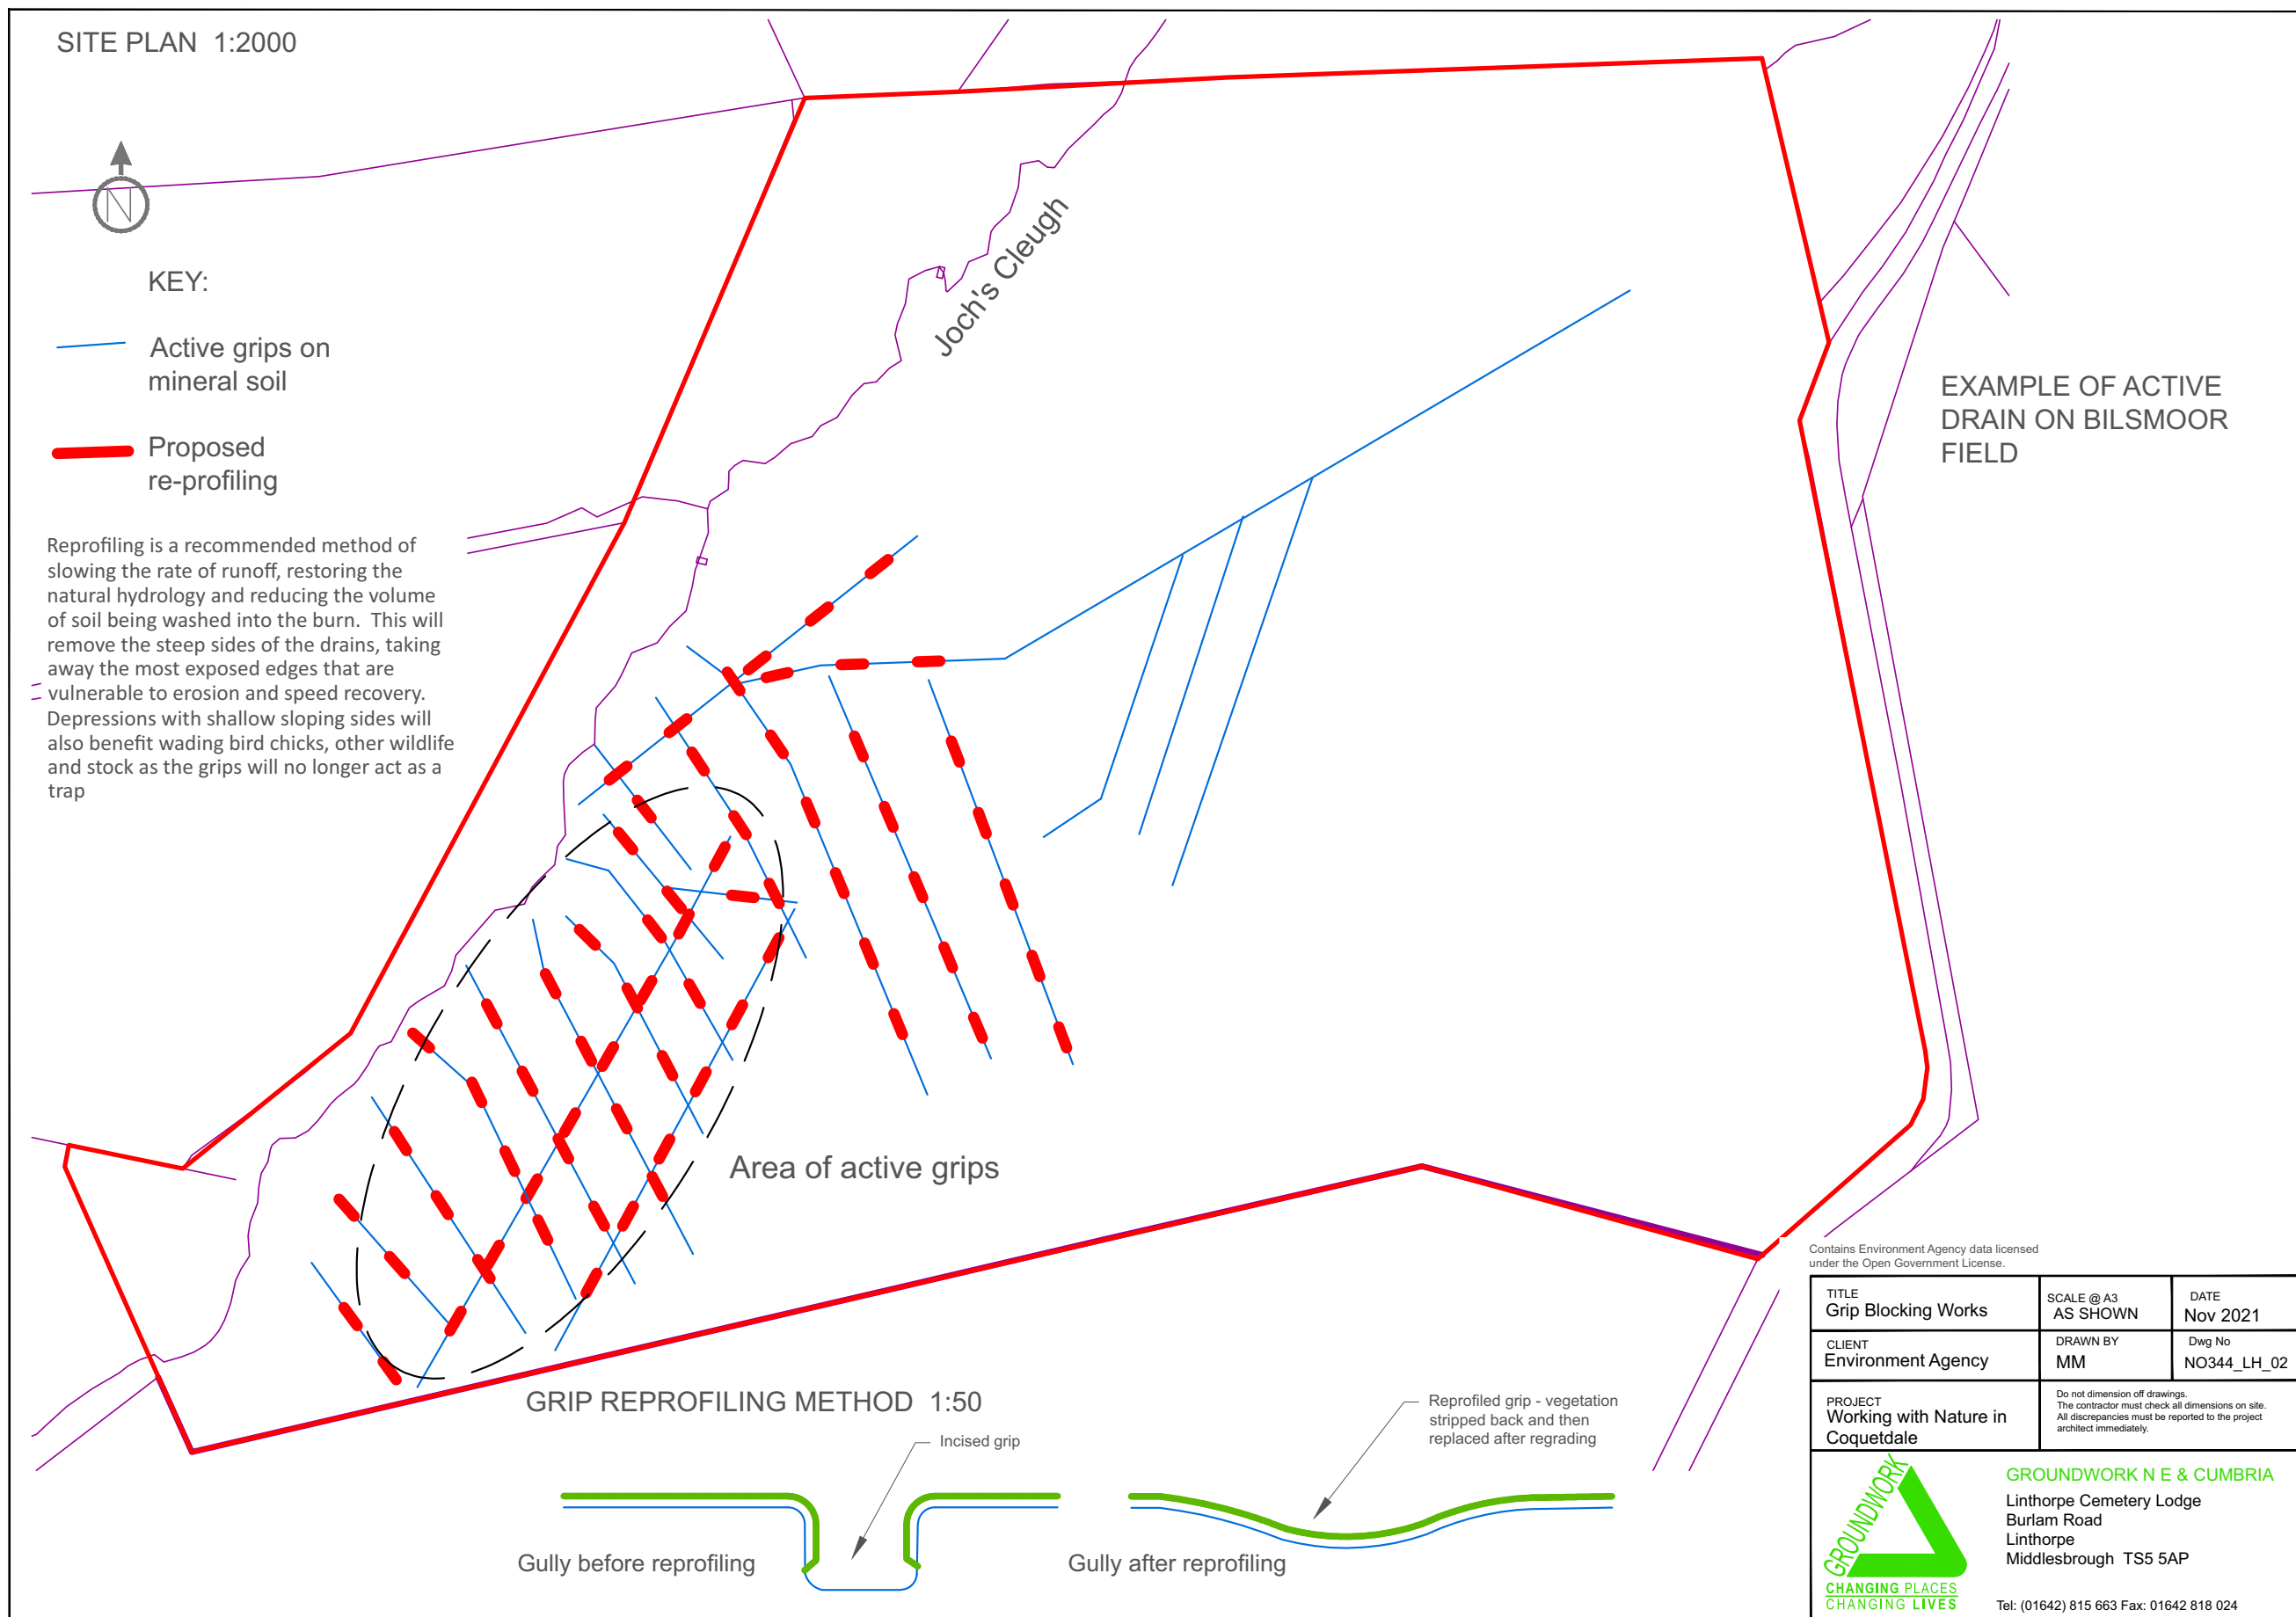 SITE PLAN  1:2000
N
KEY:
Active grips on
mineral soil
Proposed
re-profiling
Reprofiling is a recommended method of
slowing the rate of runoff, restoring the
natural hydrology and reducing the volume
of soil being washed into the burn.  This will
remove the steep sides of the drains, taking
away the most exposed edges that are
vulnerable to erosion and speed recovery.
Depressions with shallow sloping sides will
also benefit wading bird chicks, other wildlife
and stock as the grips will no longer act as a
trap
Joch's Cleugh
EXAMPLE OF ACTIVE
DRAIN ON BILSMOOR
FIELD
Area of active grips
GRIP REPROFILING METHOD  1:50
Incised grip
Reprofiled grip - vegetation
stripped back and then
replaced after regrading
Gully before reprofiling
Gully after reprofiling
Contains Environment Agency data licensed
under the Open Government License.
TITLE
Grip Blocking Works
SCALE @ A3
AS SHOWN
DATE
Nov 2021
CLIENT
Environment Agency
DRAWN BY
MM
Dwg No
NO344_LH_02
PROJECT
Working with Nature in
Coquetdale
Do not dimension off drawings.
The contractor must check all dimensions on site.
All discrepancies must be reported to the project
architect immediately.
GROUNDWORK
CHANGING PLACES
CHANGING LIVES
GROUNDWORK N E & CUMBRIA
Linthorpe Cemetery Lodge
Burlam Road
Linthorpe
Middlesbrough  TS5 5AP
Tel: (01642) 815 663 Fax: 01642 818 024